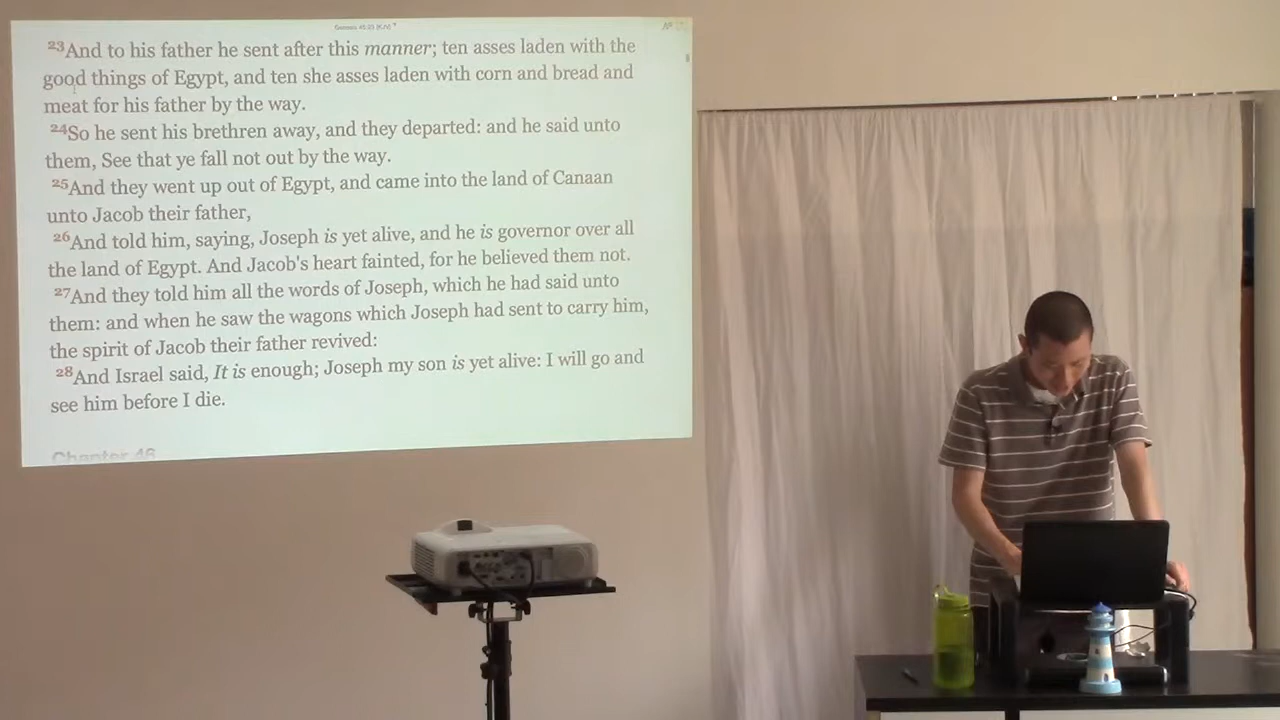 Genesis 45:23 (KJV)
23And to his father he sent after this manner; ten asses laden with the
good things of Egypt, and ten she asses laden with corn and bread and
meat for his father by the way.
24So he sent his brethren away, and they departed: and he said unto
them, See that ye fall not out by the way.
25And they went up out of Egypt, and came into the land of Canaan
unto Jacob their father,
26And told him, saying, Joseph is yet alive, and he is governor over all
the land of Egypt. And Jacob's heart fainted, for he believed them not.
27And they told him all the words of Joseph, which he had said unto
them: and when he saw the wagons which Joseph had sent to carry him,
the spirit of Jacob their father revived:
28And Israel said, It is enough; Joseph my son is yet alive: I will go and
see him before I die.
Chapter 46